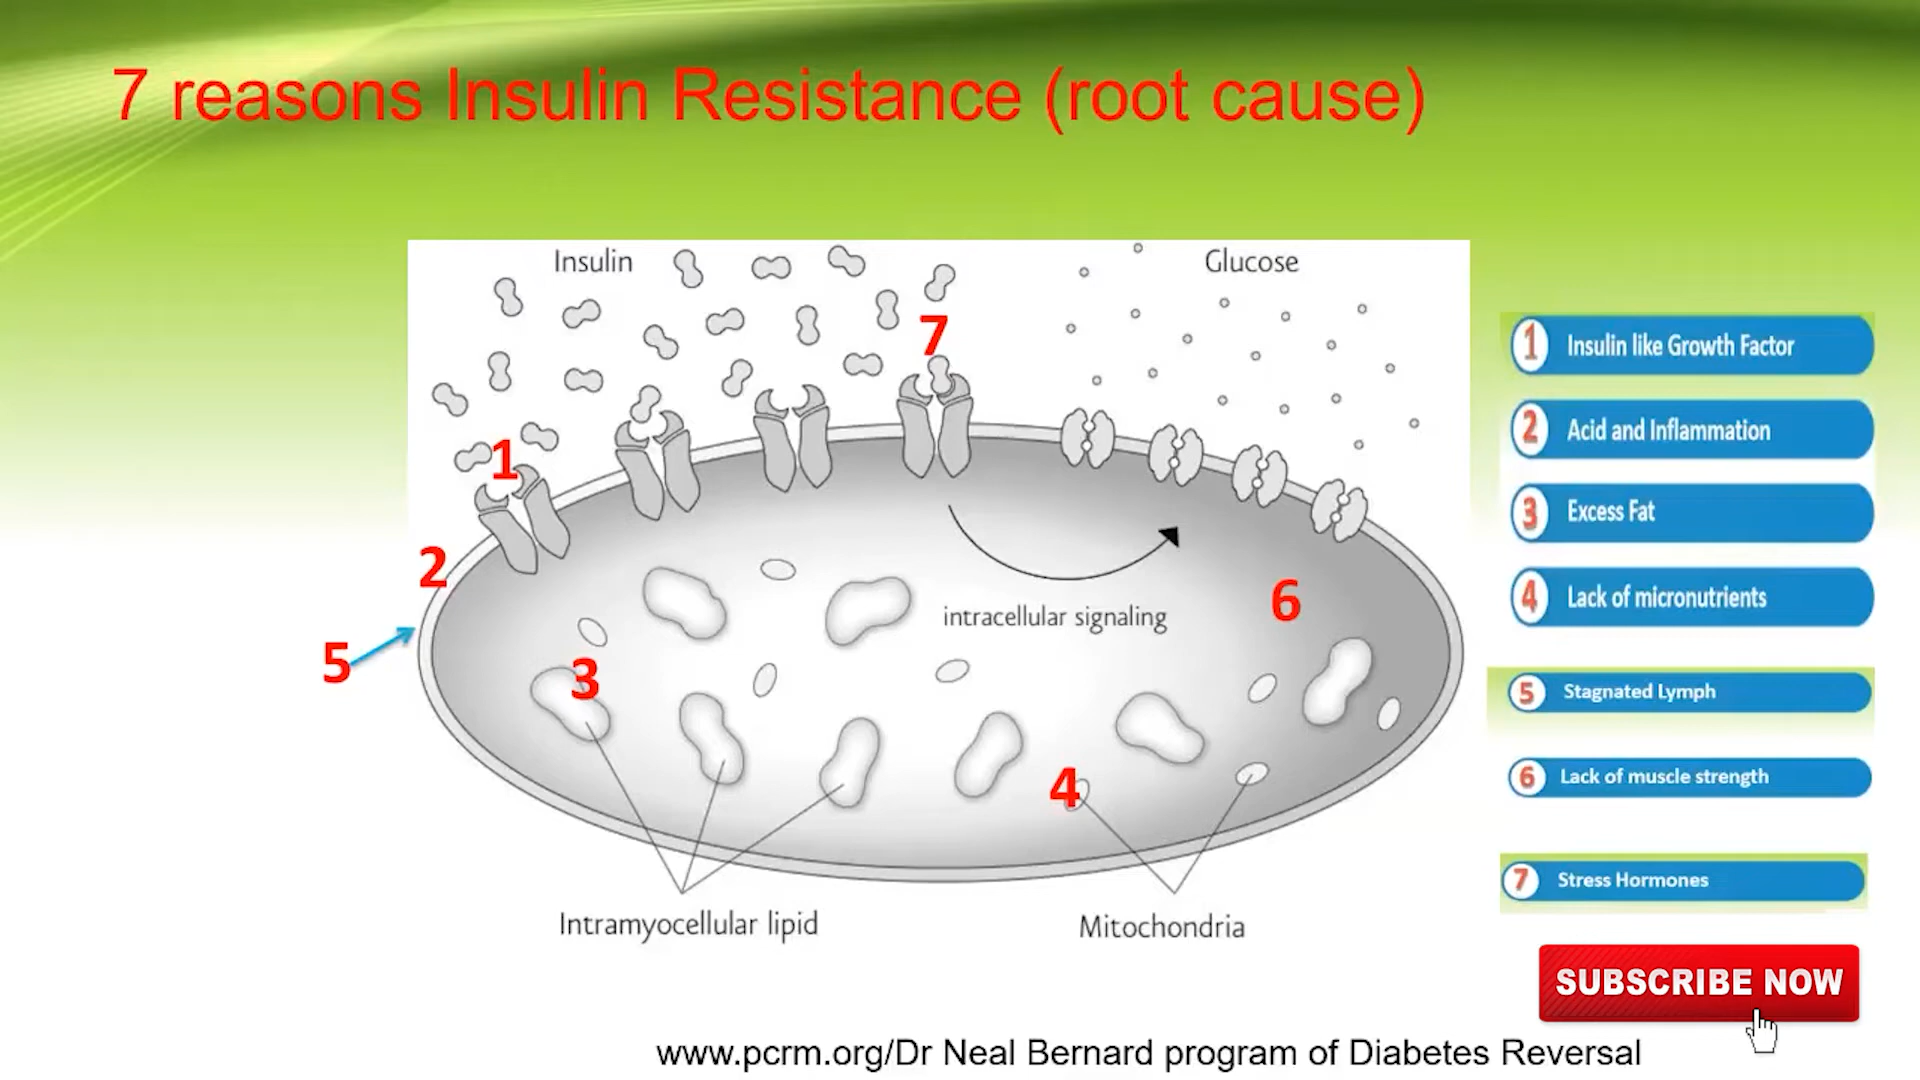 7 reasons Insulin Resistance (root cause)
Insulin
Glucose
7
1
2
5
3
6
4
intracellular signaling
Intramyocellular lipid
Mitochondria
1 Insulin like Growth Factor
2 Acid and Inflammation
3 Excess Fat
4 Lack of micronutrients
5 Stagnated Lymph
6 Lack of muscle strength
7 Stress Hormones
SUBSCRIBE NOW
www.pcrm.org/Dr Neal Bernard program of Diabetes Reversal